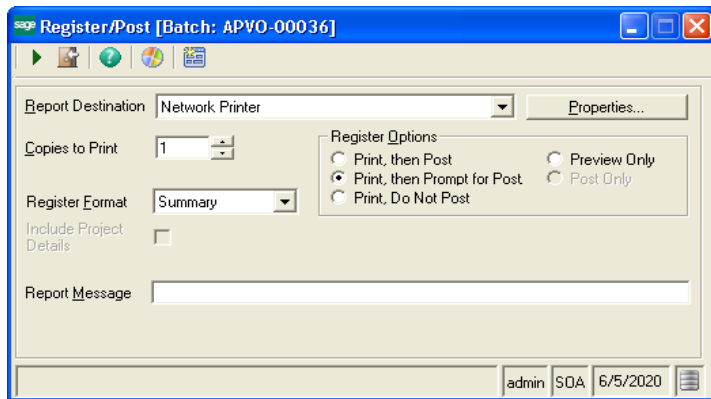 sage Register/Post [Batch: APVO-00036]
Report Destination Network Printer Properties...
Copies to Print 1
Register Options
Print, then Post Preview Only
Print, then Prompt for Post Post Only
Print, Do Not Post
Register Format Summary
Include Project
Details
Report Message
admin SOA 6/5/2020